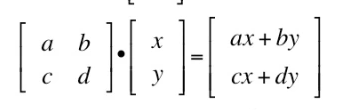 [ a b ] • [ x ] = [ ax + by ]
[ c d ] [ y ] [ cx + dy ]